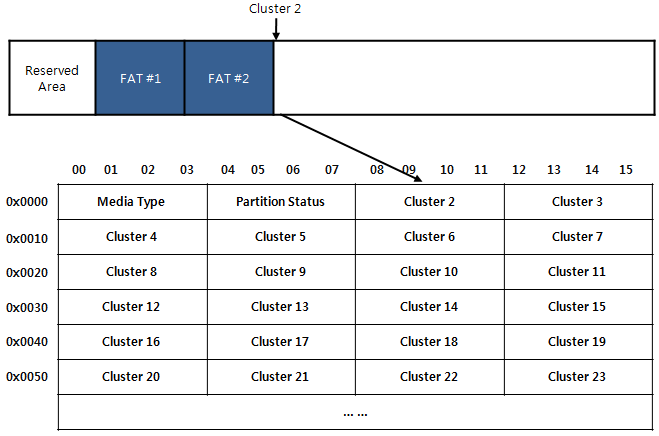 Cluster 2
Reserved
Area
FAT #1
FAT #2
00 01 02 03 04 05 06 07 08 09 10 11 12 13 14 15
0x0000 Media Type Partition Status Cluster 2 Cluster 3
0x0010 Cluster 4 Cluster 5 Cluster 6 Cluster 7
0x0020 Cluster 8 Cluster 9 Cluster 10 Cluster 11
0x0030 Cluster 12 Cluster 13 Cluster 14 Cluster 15
0x0040 Cluster 16 Cluster 17 Cluster 18 Cluster 19
0x0050 Cluster 20 Cluster 21 Cluster 22 Cluster 23
... ...